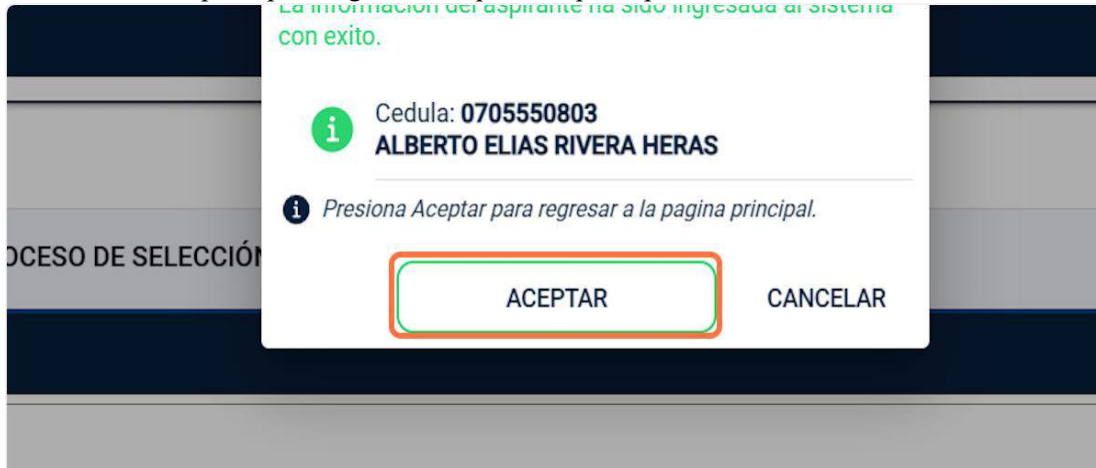 La información del aspirante ha sido ingresada al sistema
con exito.
Cedula: 0705550803
ALBERTO ELIAS RIVERA HERAS
Presiona Aceptar para regresar a la pagina principal.
OCESO DE SELECCIÓN
ACEPTAR
CANCELAR